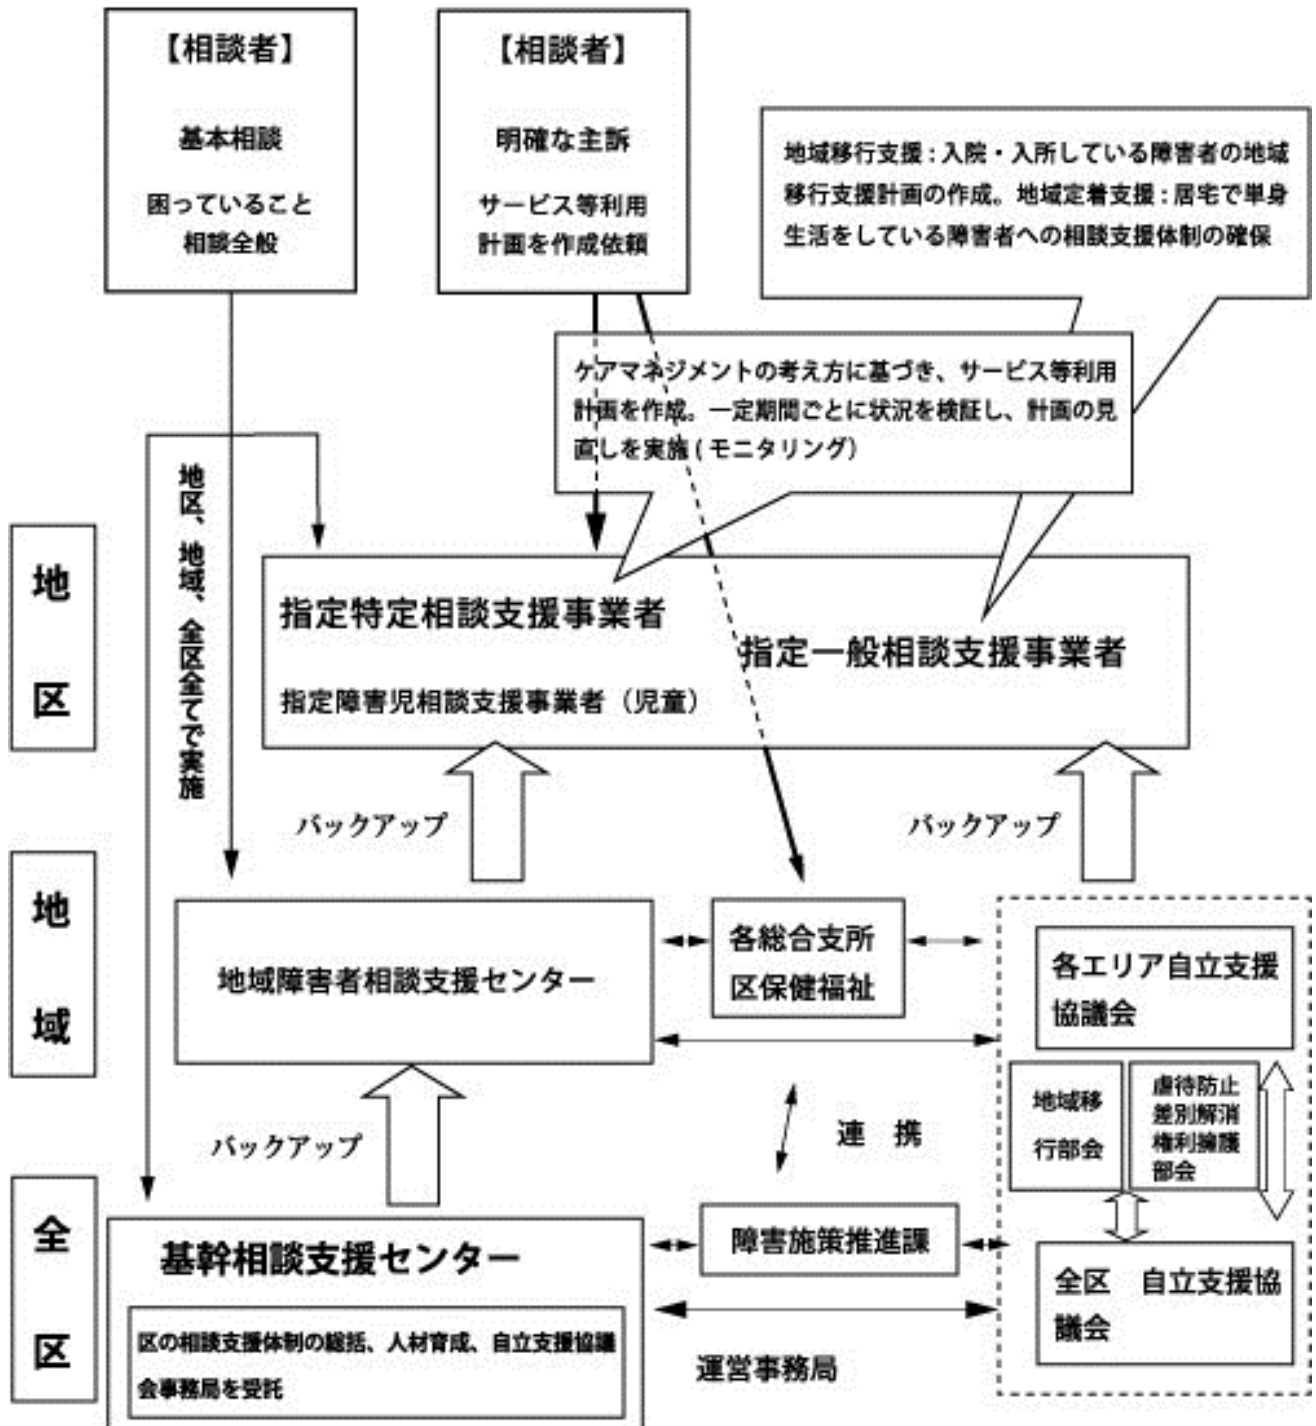 【相談者】
基本相談
困っていること
相談全般
【相談者】
明確な主訴
サービス等利用
計画を作成依頼
地域移行支援：入院・入所している障害者の地域
移行支援計画の作成。地域定着支援：居宅で単身
生活をしている障害者への相談支援体制の確保
ケアマネジメントの考え方に基づき、サービス等利用
計画を作成。一定期間ごとに状況を検証し、計画の見
直しを実施(モニタリング）
地区、地域、全区全てで実施
地区
指定特定相談支援事業者
指定一般相談支援事業者
指定障害児相談支援事業者（児童）
バックアップ
バックアップ
地域
地域障害者相談支援センター
各総合支所
区保健福祉
各エリア自立支援
協議会
地域移
行部会
虐待防止
差別解消
権利擁護
部会
バックアップ
連　携
全区
基幹相談支援センター
区の相談支援体制の総括、人材育成、自立支援協議
会事務局を受託
障害施策推進課
運営事務局
全区　自立支援協
議会